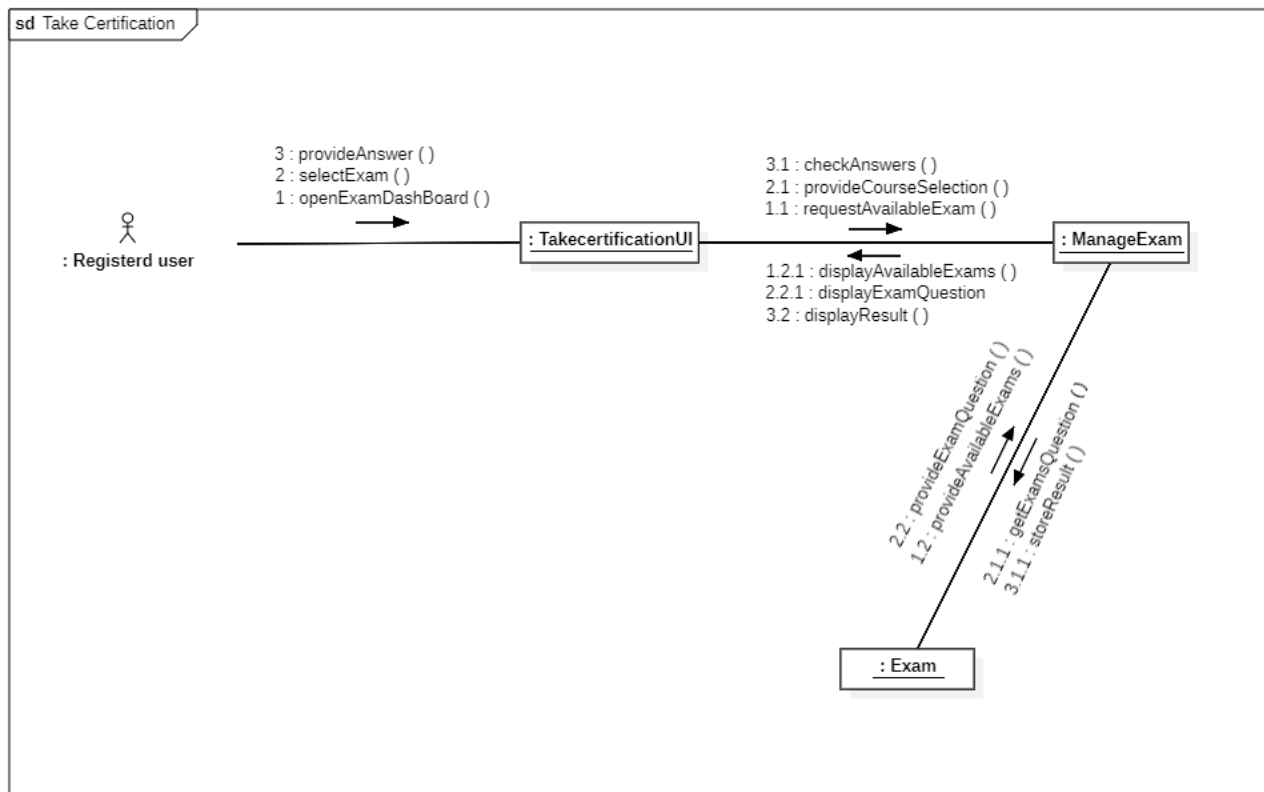 sd Take Certification
3 : provideAnswer ( )
2 : selectExam ( )
1 : openExamDashBoard ( )
: Registerd user
: TakecertificationUI
3.1 : checkAnswers ( )
2.1 : provideCourseSelection ( )
1.1 : requestAvailableExam ( )
: ManageExam
1.2.1 : displayAvailableExams ( )
2.2.1 : displayExamQuestion
3.2 : displayResult ( )
2.2 : provideExamQuestion ( )
1.2 : provideAvailableExams ( )
2.1.1 : getExamsQuestion ( )
3.1.1 : storeResult ( )
: Exam